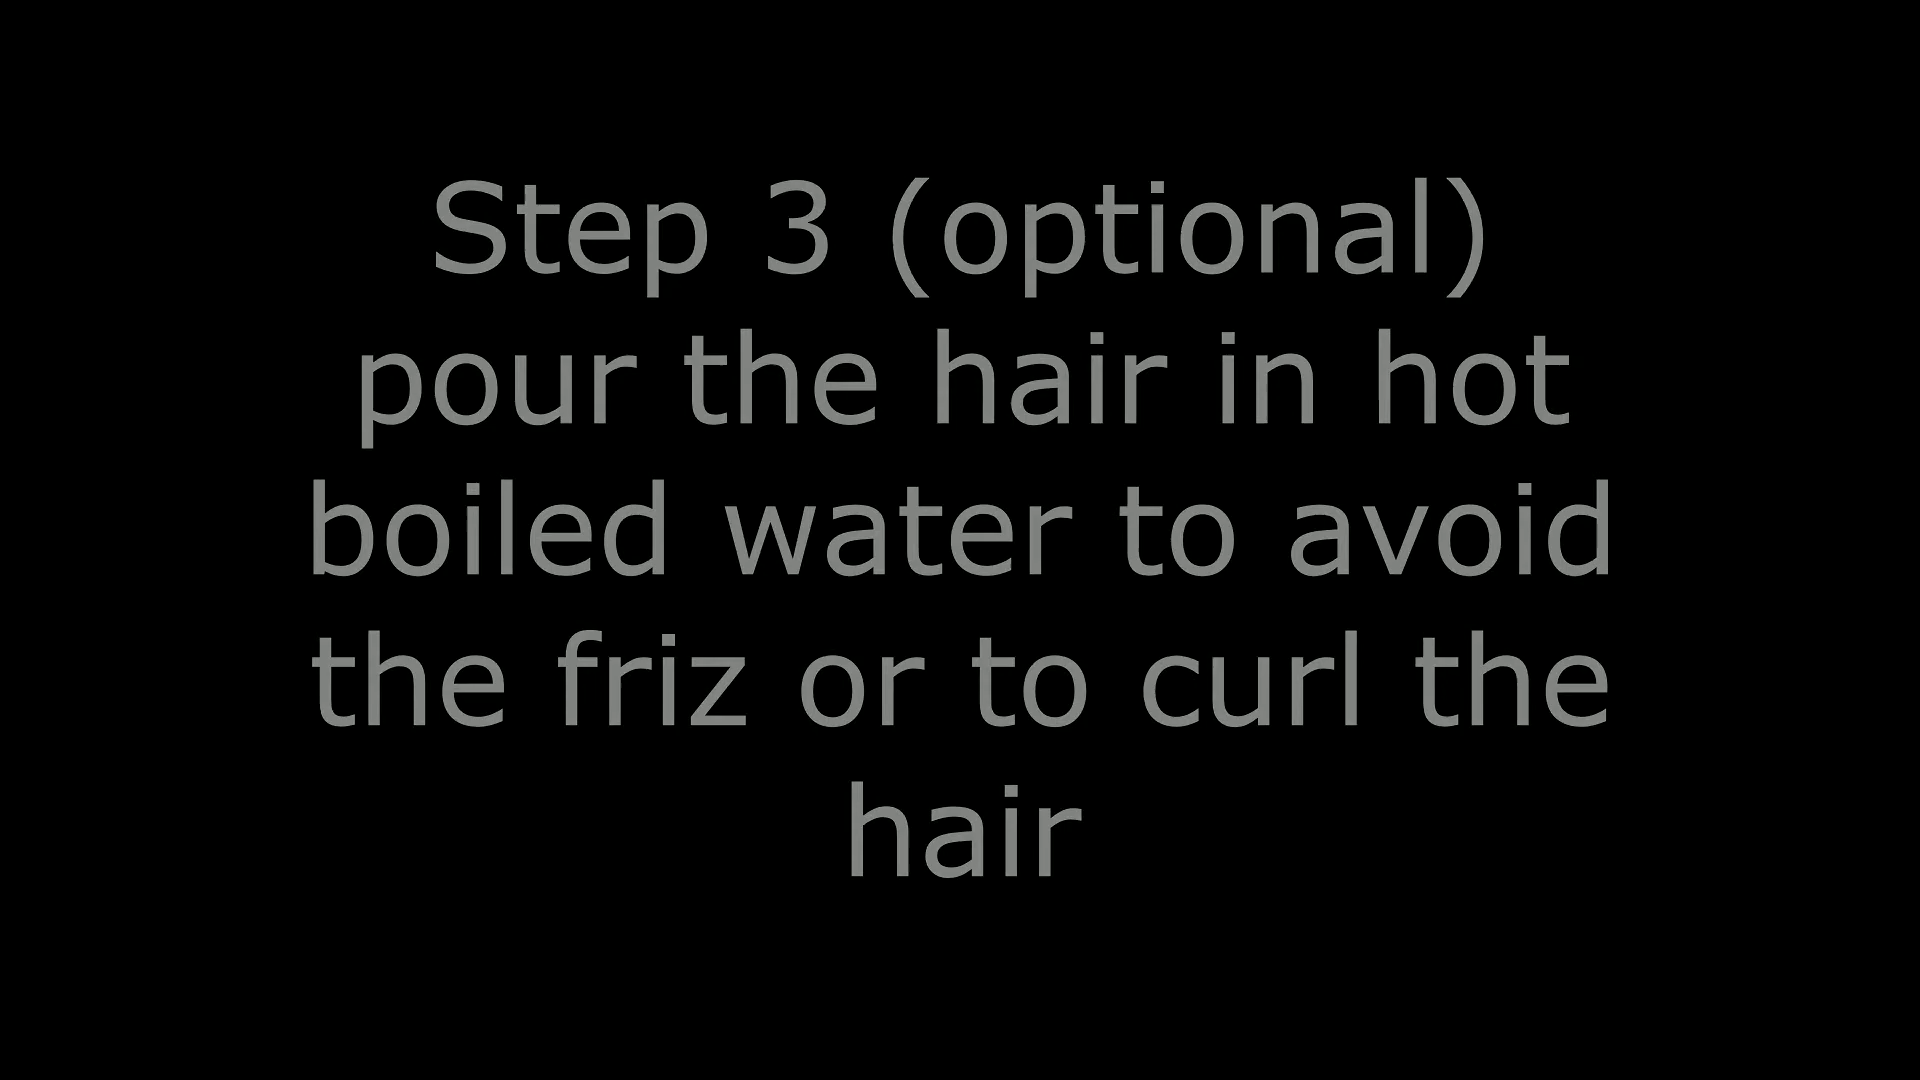 Step 3 (optional)
pour the hair in hot
boiled water to avoid
the friz or to curl the
hair